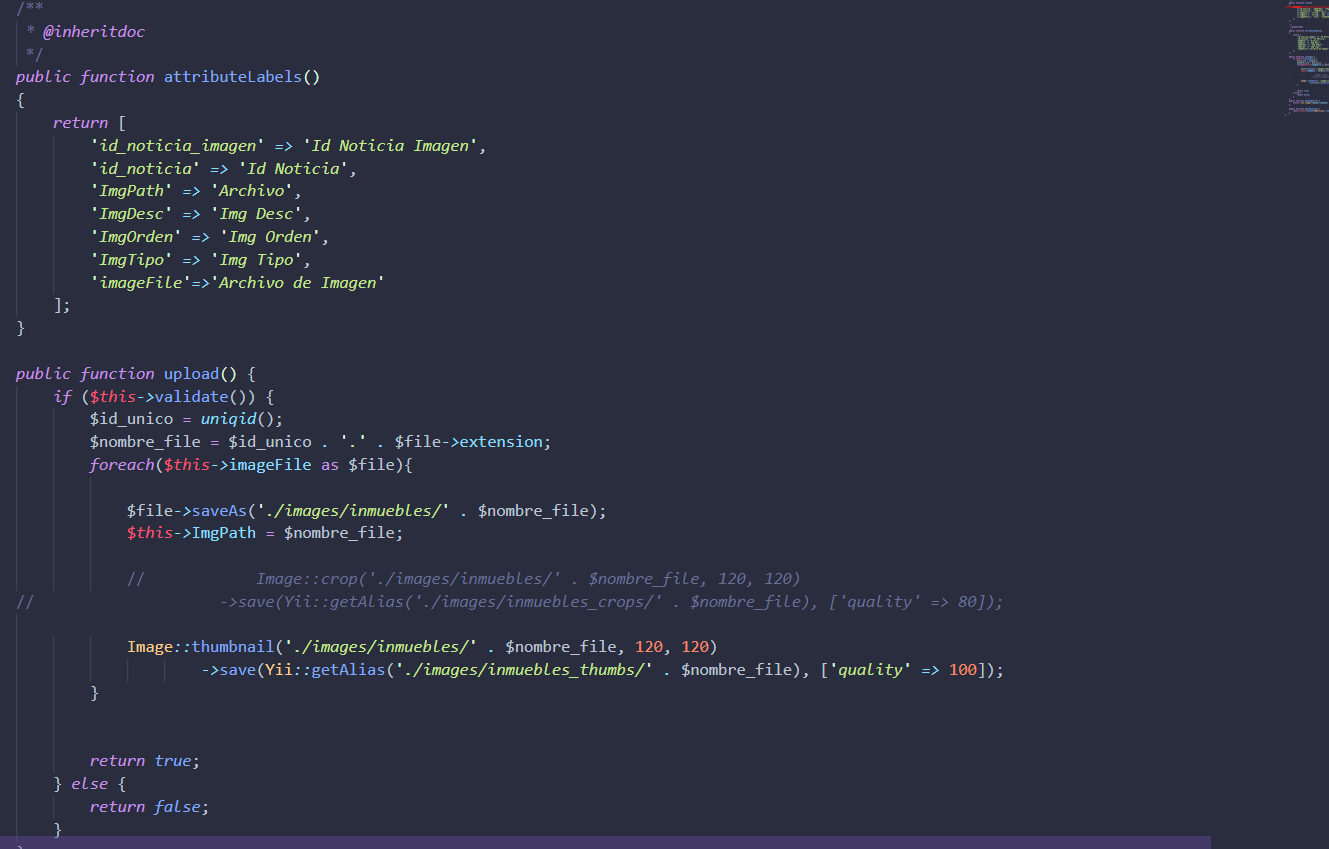 /**
 * @inheritdoc
 */
public function attributeLabels()
{
    return [
        'id_noticia_imagen' => 'Id Noticia Imagen',
        'id_noticia' => 'Id Noticia',
        'ImgPath' => 'Archivo',
        'ImgDesc' => 'Img Desc',
        'ImgOrden' => 'Img Orden',
        'ImgTipo' => 'Img Tipo',
        'imageFile'=>'Archivo de Imagen'
    ];
}
public function upload() {
    if ($this->validate()) {
        $id_unico = uniqid();
        $nombre_file = $id_unico . '.' . $file->extension;
        foreach($this->imageFile as $file){
            $file->saveAs('./images/inmuebles/' . $nombre_file);
            $this->ImgPath = $nombre_file;
            //            Image::crop('./images/inmuebles/' . $nombre_file, 120, 120)
//                    ->save(Yii::getAlias('./images/inmuebles_crops/' . $nombre_file), ['quality' => 80]);
            Image::thumbnail('./images/inmuebles/' . $nombre_file, 120, 120)
                    ->save(Yii::getAlias('./images/inmuebles_thumbs/' . $nombre_file), ['quality' => 100]);
        }
        return true;
    } else {
        return false;
    }